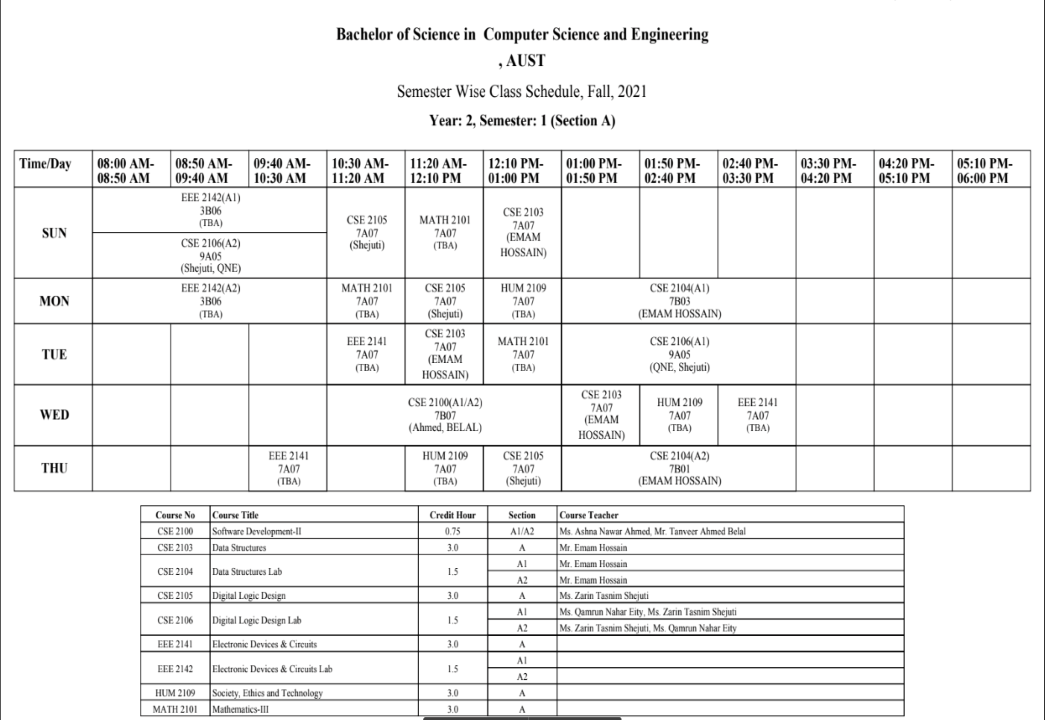 Bachelor of Science in Computer Science and Engineering
, AUST
Semester Wise Class Schedule, Fall, 2021
Year: 2, Semester: 1 (Section A)
Time/Day 08:00 AM- 08:50 AM- 09:40 AM- 10:30 AM- 11:20 AM- 12:10 PM- 01:00 PM- 01:50 PM- 02:40 PM- 03:30 PM- 04:20 PM- 05:10 PM-
08:50 AM 09:40 AM 10:30 AM 11:20 AM 12:10 PM 01:00 PM 01:50 PM 02:40 PM 03:30 PM 04:20 PM 05:10 PM 06:00 PM
SUN
EEE 2142(A1)
3B06
(TBA)
CSE 2106(A2)
9A05
(Shejuti, QNE)
CSE 2105
7A07
(Shejuti)
MATH 2101
7A07
(TBA)
CSE 2103
7A07
(EMAM
HOSSAIN)
MON
EEE 2142(A2)
3B06
(TBA)
MATH 2101
7A07
(TBA)
CSE 2105
7A07
(Shejuti)
HUM 2109
7A07
(TBA)
CSE 2104(A1)
7B03
(EMAM HOSSAIN)
TUE
EEE 2141
7A07
(TBA)
CSE 2103
7A07
(EMAM
HOSSAIN)
MATH 2101
7A07
(TBA)
CSE 2106(A1)
9A05
(QNE, Shejuti)
WED
CSE 2100(A1/A2)
7B07
(Ahmed, BELAL)
CSE 2103
7A07
(EMAM
HOSSAIN)
HUM 2109
7A07
(TBA)
EEE 2141
7A07
(TBA)
THU
EEE 2141
7A07
(TBA)
HUM 2109
7A07
(TBA)
CSE 2105
7A07
(Shejuti)
CSE 2104(A2)
7B01
(EMAM HOSSAIN)
Course No Course Title Credit Hour Section Course Teacher
CSE 2100 Software Development-II 0.75 A1/A2 Ms. Ashna Nawar Ahmed, Mr. Tanveer Ahmed Belal
CSE 2103 Data Structures 3.0 A Mr. Emam Hossain
CSE 2104 Data Structures Lab 1.5 A1 Mr. Emam Hossain
A2 Mr. Emam Hossain
CSE 2105 Digital Logic Design 3.0 A Ms. Zarin Tasnim Shejuti
CSE 2106 Digital Logic Design Lab 1.5 A1 Ms. Qamrun Nahar Eity, Ms. Zarin Tasnim Shejuti
A2 Ms. Zarin Tasnim Shejuti, Ms. Qamrun Nahar Eity
EEE 2141 Electronic Devices & Circuits 3.0 A
EEE 2142 Electronic Devices & Circuits Lab 1.5 A1
A2
HUM 2109 Society, Ethics and Technology 3.0 A
MATH 2101 Mathematics-III 3.0 A